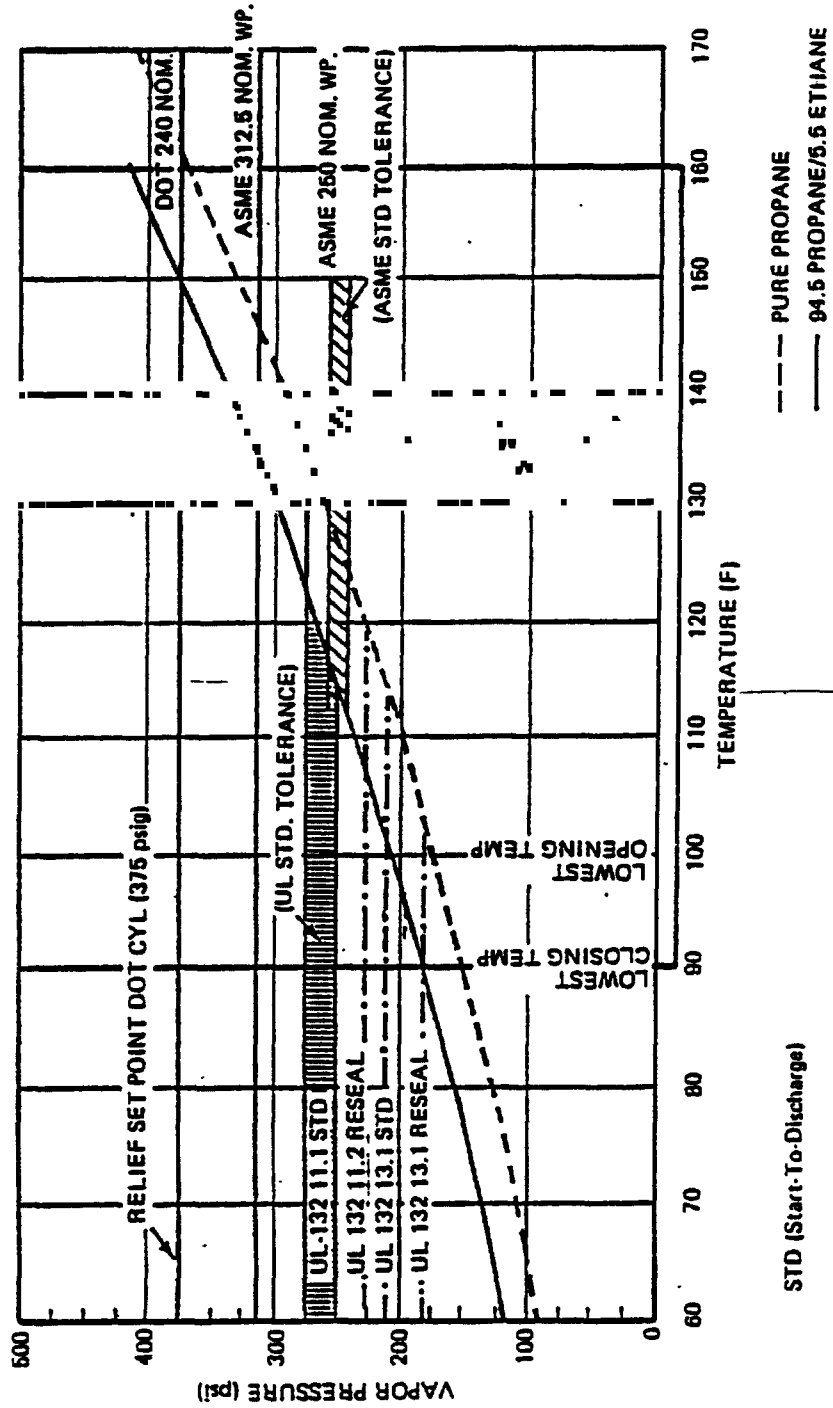 RELIEF SET POINT DOT CYL (375 psig)
DOT 240 NOM.
ASME 312.5 NOM. WP.
ASME 250 NOM. WP.
(ASME STD TOLERANCE)
(UL STD. TOLERANCE)
UL-132 11.1 STD
UL 132 11.2 RESEAL
UL 132 13.1 STD
UL 132 13.1 RESEAL
LOWEST
CLOSING TEMP
LOWEST
OPENING TEMP
VAPOR PRESSURE (psi)
500
400
300
200
100
0
60
70
80
90
100
110
120
130
140
150
160
170
TEMPERATURE (F)
STD (Start-To-Discharge)
PURE PROPANE
94.5 PROPANE/5.5 ETHANE